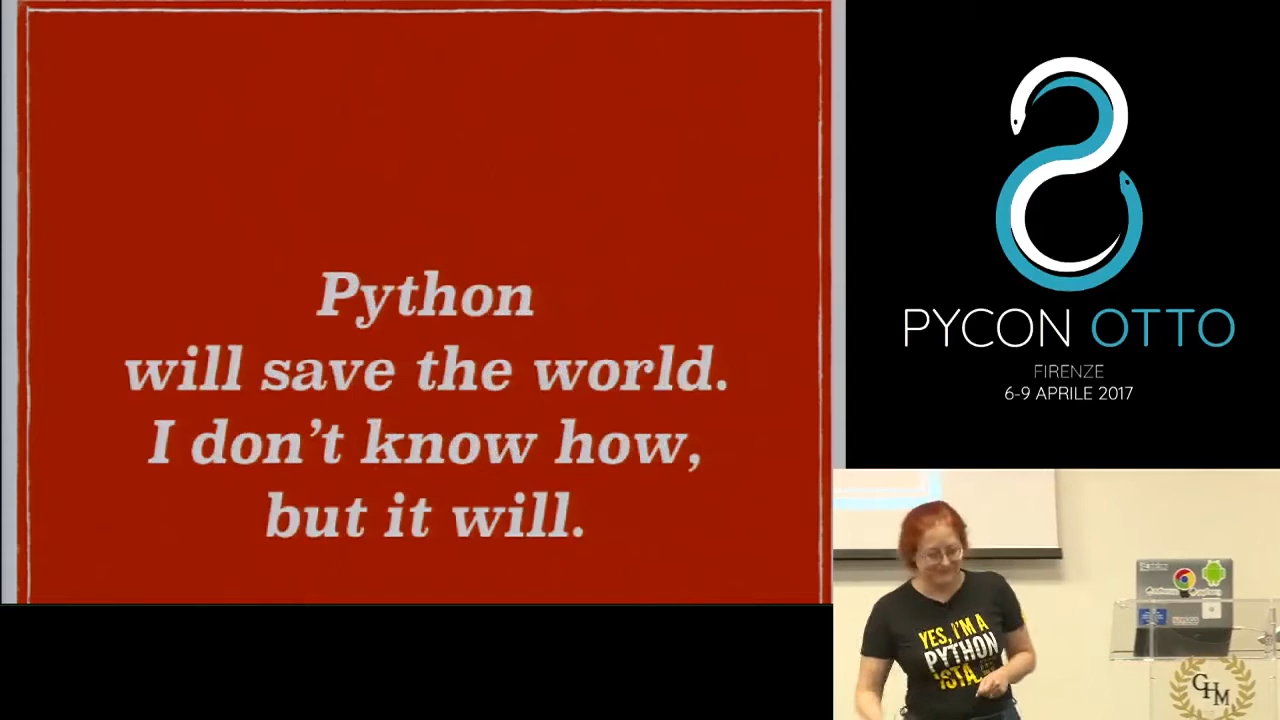 Python
will save the world.
I don't know how,
but it will.
PYCON OTTO
FIRENZE
6-9 APRILE 2017
YES, I'M A
PYTHON
ISTA
GHM